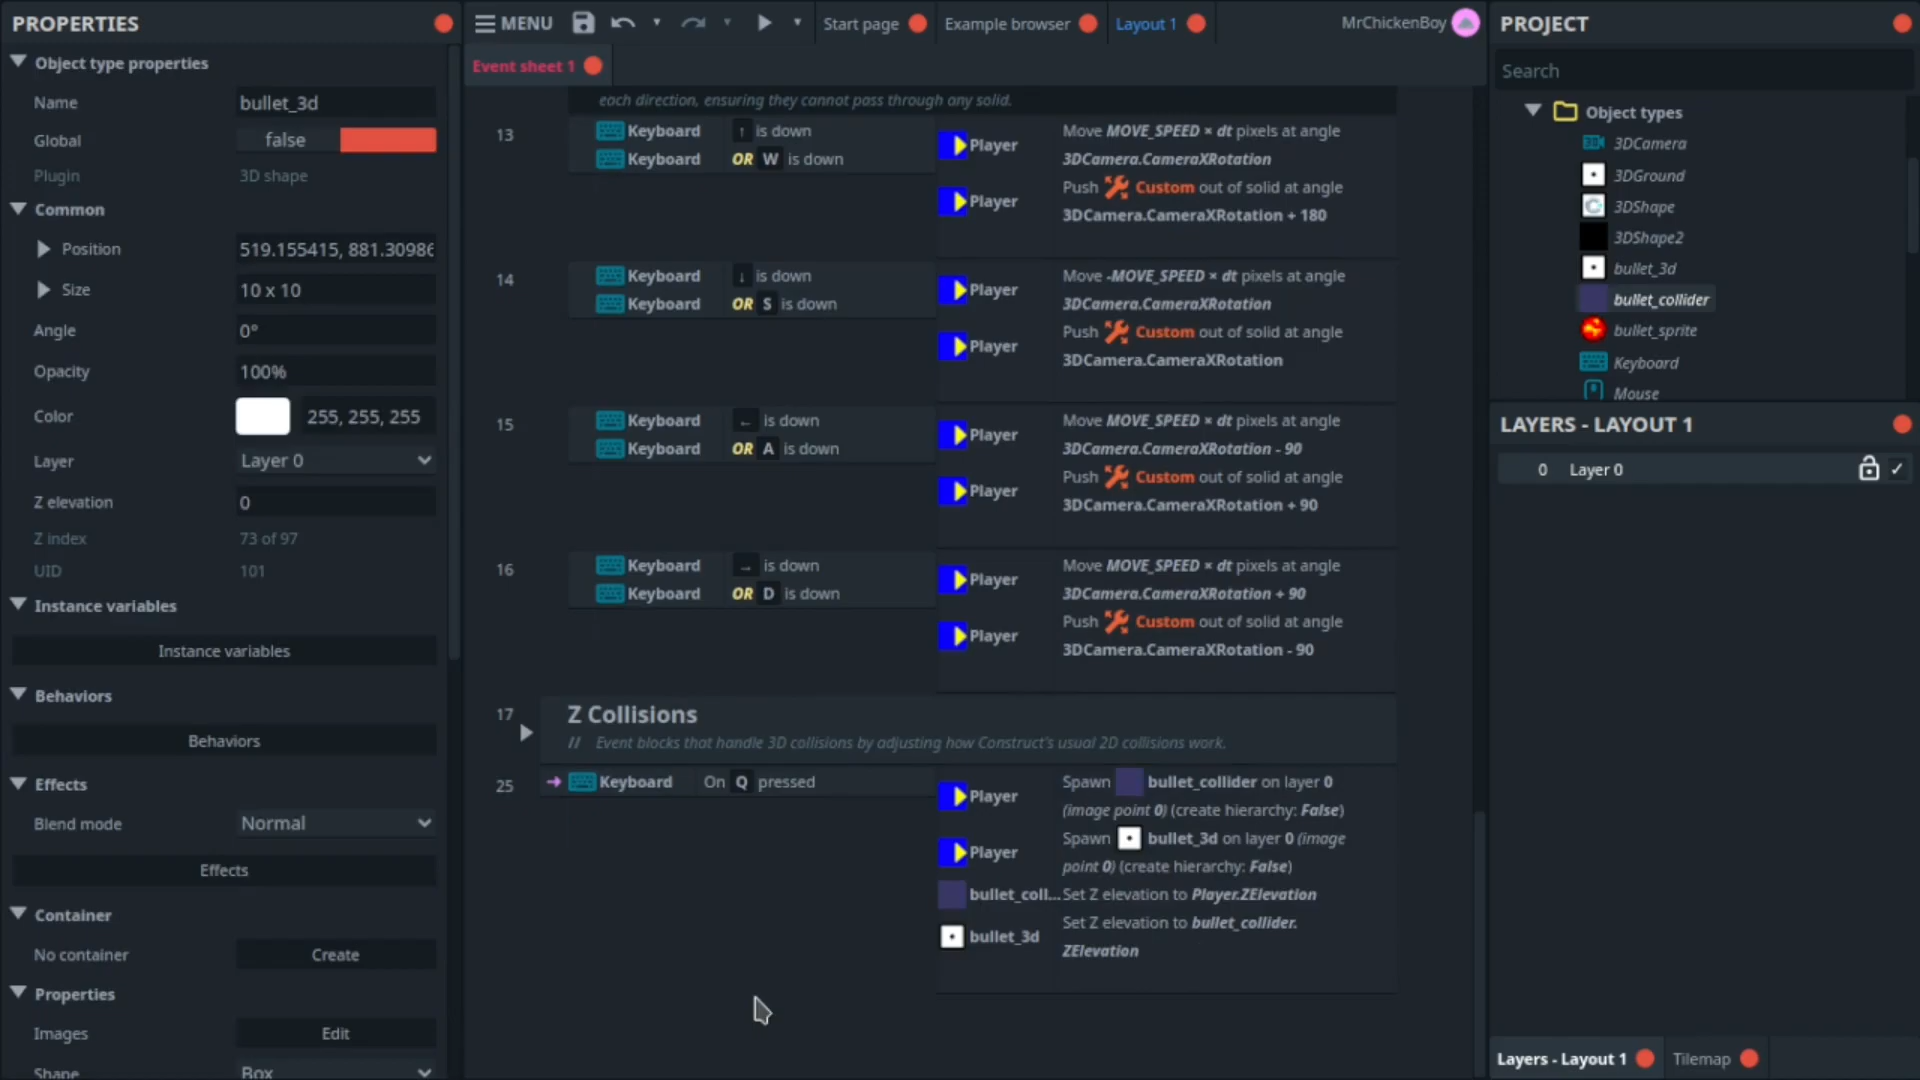 PROPERTIES
Object type properties
Name bullet_3d
Global false
Plugin 3D shape
Common
Position 519.155415, 881.3098
Size 10 x 10
Angle 0°
Opacity 100%
Color 255, 255, 255
Layer Layer 0
Z elevation 0
Z index 73 of 97
UID 101
Instance variables
Instance variables
Behaviors
Behaviors
Effects
Blend mode Normal
Effects
Container
No container Create
Properties
Images Edit
Shape Box
MENU
Start page
Example browser
Layout 1
MrChickenBoy
Event sheet 1
each direction, ensuring they cannot pass through any solid.
13
Keyboard ↑ is down
Keyboard OR W is down
Player Move MOVE_SPEED × dt pixels at angle
3DCamera.CameraXRotation
Player Push Custom out of solid at angle
3DCamera.CameraXRotation + 180
14
Keyboard ↓ is down
Keyboard OR S is down
Player Move -MOVE_SPEED × dt pixels at angle
3DCamera.CameraXRotation
Player Push Custom out of solid at angle
3DCamera.CameraXRotation
15
Keyboard ← is down
Keyboard OR A is down
Player Move MOVE_SPEED × dt pixels at angle
3DCamera.CameraXRotation - 90
Player Push Custom out of solid at angle
3DCamera.CameraXRotation + 90
16
Keyboard → is down
Keyboard OR D is down
Player Move MOVE_SPEED × dt pixels at angle
3DCamera.CameraXRotation + 90
Player Push Custom out of solid at angle
3DCamera.CameraXRotation - 90
17 Z Collisions
// Event blocks that handle 3D collisions by adjusting how Construct's usual 2D collisions work.
25 Keyboard On Q pressed
Player Spawn bullet_collider on layer 0
(image point 0) (create hierarchy: False)
Player Spawn bullet_3d on layer 0 (image
point 0) (create hierarchy: False)
bullet_coll... Set Z elevation to Player.ZElevation
bullet_3d Set Z elevation to bullet_collider.
ZElevation
PROJECT
Search
Object types
3DCamera
3DGround
3DShape
3DShape2
bullet_3d
bullet_collider
bullet_sprite
Keyboard
Mouse
LAYERS - LAYOUT 1
0 Layer 0
Layers - Layout 1
Tilemap